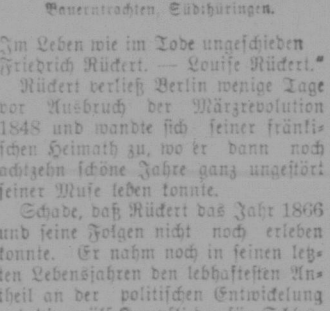 Bauerntrachten, Südthüringen.
Im Leben wie im Tode ungeschieden
Friedrich Rückert. — Louise Rückert.“
Rückert verließ Berlin wenige Tage
vor Ausbruch der Märzrevolution
1848 und wandte sich seiner fränki-
schen Heimath zu, wo er dann noch
achtzehn schöne Jahre ganz ungestört
seiner Muse leben konnte.
Schade, daß Rückert das Jahr 1866
und seine Folgen nicht noch erleben
konnte. Er nahm noch in seinen letz-
ten Lebensjahren den lebhaftesten An-
theil an der politischen Entwickelung